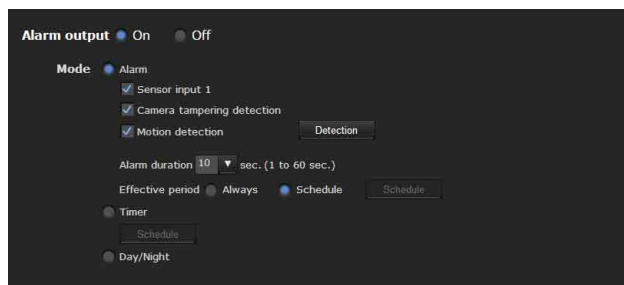 Alarm output On Off
Mode Alarm
Sensor input 1
Camera tampering detection
Motion detection Detection
Alarm duration 10 sec. (1 to 60 sec.)
Effective period Always Schedule Schedule
Timer
Schedule
Day/Night